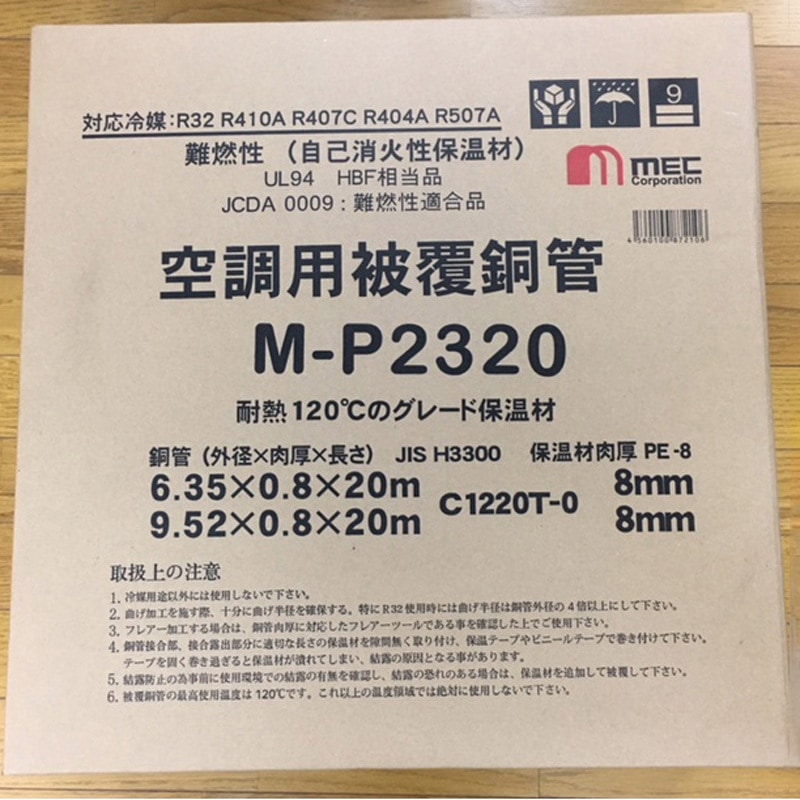 対応冷媒:R32 R410A R407C R404A R507A
9
難燃性 (自己消火性保温材)
UL94 HBF相当品
JCDA 0009:難燃性適合品
mec
Corporation
4560100872106
空調用被覆銅管
M-P2320
耐熱120℃のグレード保温材
銅管(外径×肉厚×長さ) JIS H3300 保温材肉厚 PE-8
6.35×0.8×20m 8mm
C1220T-0
9.52×0.8×20m 8mm
取扱上の注意
1. 冷媒用途以外には使用しないで下さい。
2. 曲げ加工を施す際、十分に曲げ半径を確保する。特にR32使用時には曲げ半径は銅管外径の4倍以上にして下さい。
3. フレアー加工する場合は、銅管肉厚に対応したフレアーツールである事を確認した上でご使用下さい。
4. 銅管接合部、接合露出部分に適切な長さの保温材を隙間無く取り付け、保温テープやビニールテープで巻き付けて下さい。
テープを固く巻き過ぎると保温材が潰れてしまい、結露の原因となる事があります。
5. 結露防止の為事前に使用環境での結露の有無を確認し、結露の恐れのある場合は、保温材を追加して被覆して下さい。
6. 被覆銅管の最高使用温度は120℃です。これ以上の温度領域では絶対に使用しないで下さい。